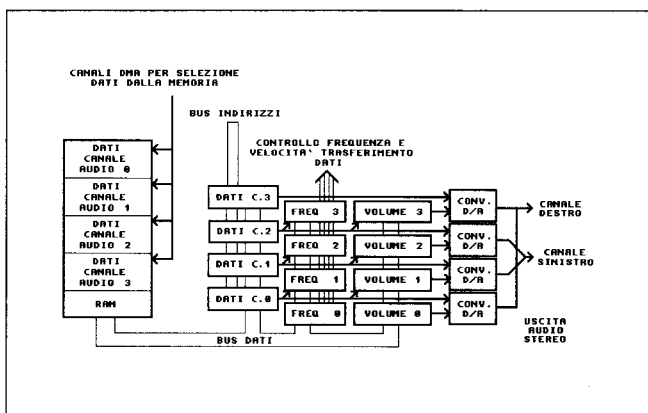 CANALI DMA PER SELEZIONE
DATI DALLA MEMORIA
BUS INDIRIZZI
CONTROLLO FREQUENZA E
VELOCITA' TRASFERIMENTO
DATI
DATI
CANALE
AUDIO 0
DATI
CANALE
AUDIO 1
DATI
CANALE
AUDIO 2
DATI
CANALE
AUDIO 3
RAM
DATI C.3
FREQ 3
VOLUME 3
CONV.
D/A
DATI C.2
FREQ 2
VOLUME 2
CONV.
D/A
DATI C.1
FREQ 1
VOLUME 1
CONV.
D/A
DATI C.0
FREQ 0
VOLUME 0
CONV.
D/A
CANALE
DESTRO
CANALE
SINISTRO
USCITA
AUDIO
STEREO
BUS DATI